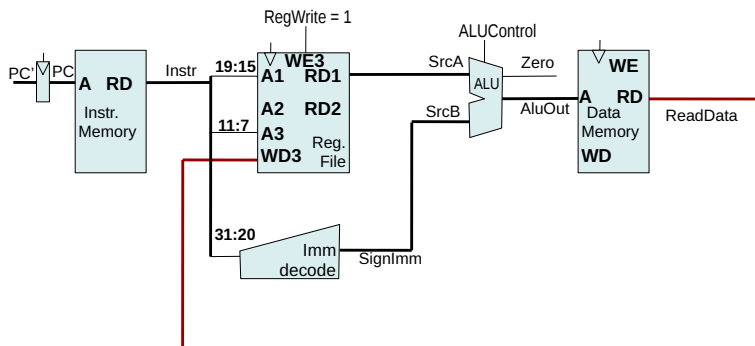 RegWrite = 1
ALUControl
PC'
PC
A RD
Instr.
Memory
Instr
19:15
WE3
A1 RD1
A2 RD2
11:7
A3
Reg.
File
WD3
SrcA
ALU
Zero
SrcB
AluOut
WE
A RD
Data
Memory
WD
ReadData
31:20
Imm
decode
SignImm